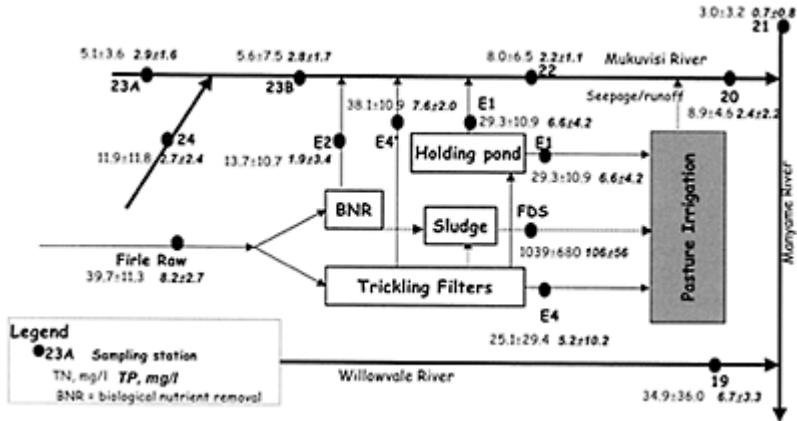 3.0±3.2 0.7±0.8
21
5.1±3.6 2.9±1.6
5.6±7.5 2.8±1.7
8.0±6.5 2.2±1.1
Mukuvisi River
23A
23B
22
20
38.1±10.9 7.6±2.0
E1
Seepage/runoff
8.9±4.6 2.4±2.2
24
11.9±11.8 2.7±2.4
E2
13.7±10.7 1.9±3.4
E4'
29.3±10.9 6.6±4.2
Holding pond
E1
29.3±10.9 6.6±4.2
BNR
Sludge
FDS
1039±680 106±56
Pasture Irrigation
Manyame River
Firle Raw
39.7±11.3 8.2±2.7
Trickling Filters
E4
25.1±29.4 5.2±10.2
Legend
23A Sampling station
TN, mg/l TP, mg/l
BNR = biological nutrient removal
Willowvale River
19
34.9±36.0 6.7±3.3